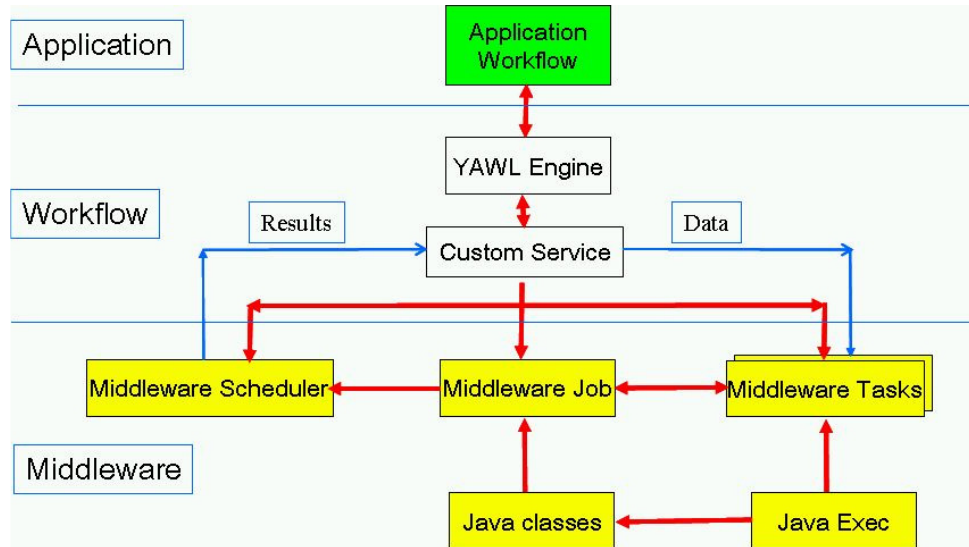 Application
Application
Workflow
YAWL Engine
Workflow
Results
Data
Custom Service
Middleware Scheduler
Middleware Job
Middleware Tasks
Middleware
Java classes
Java Exec